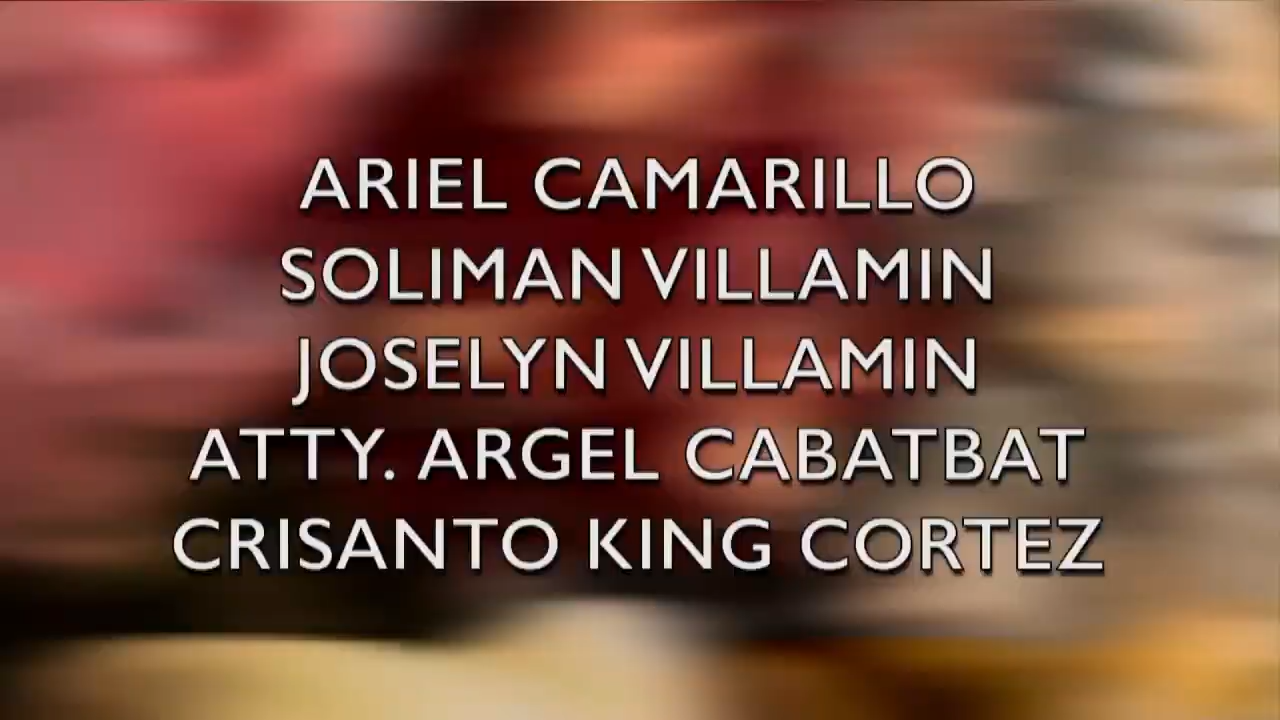 ARIEL CAMARILLO
SOLIMAN VILLAMIN
JOSELYN VILLAMIN
ATTY. ARGEL CABATBAT
CRISANTO KING CORTEZ